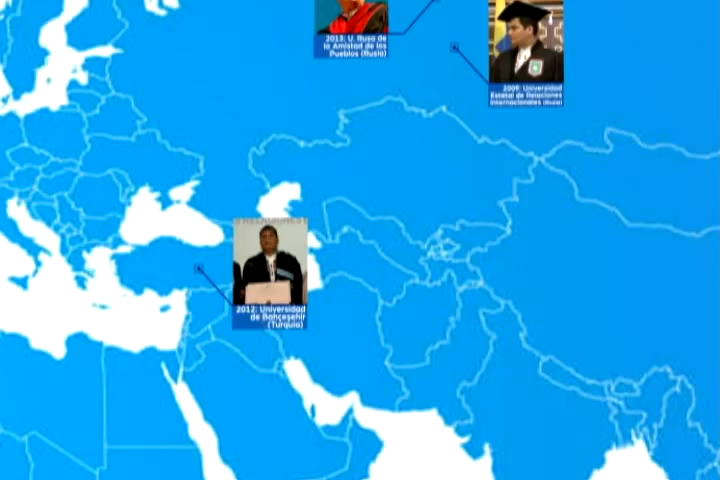 2013: U. Rusa de
la Amistad de los
Pueblos (Rusia)
2009: Universidad
Estatal de Relaciones
Internacionales (Rusia)
2012: Universidad
de Bahçeşehir
(Turquía)